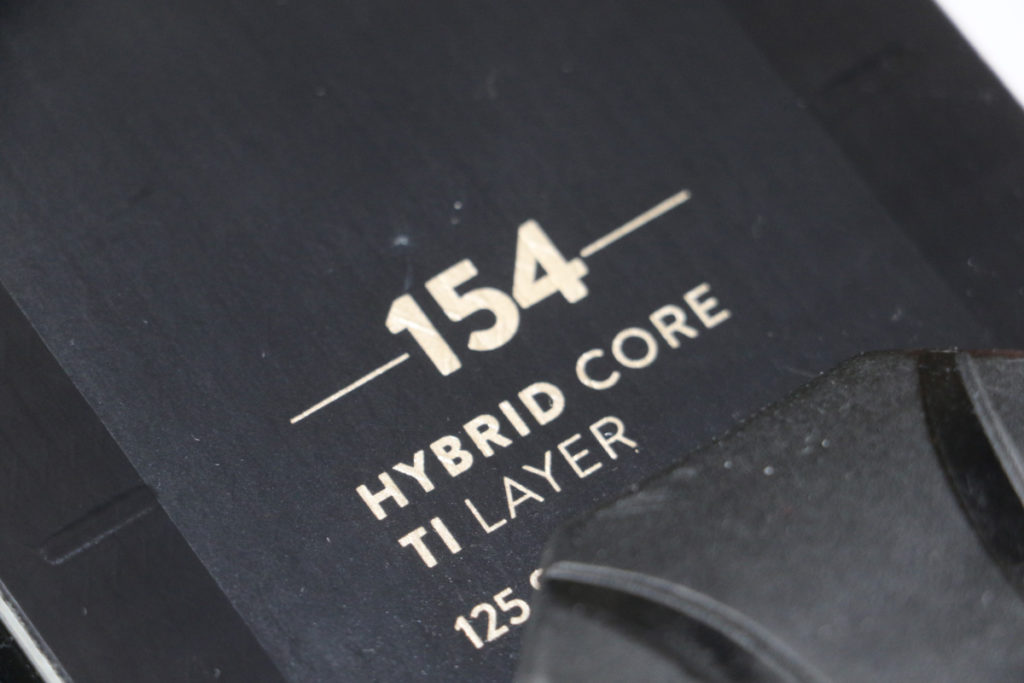 154
HYBRID CORE
TI LAYER
125